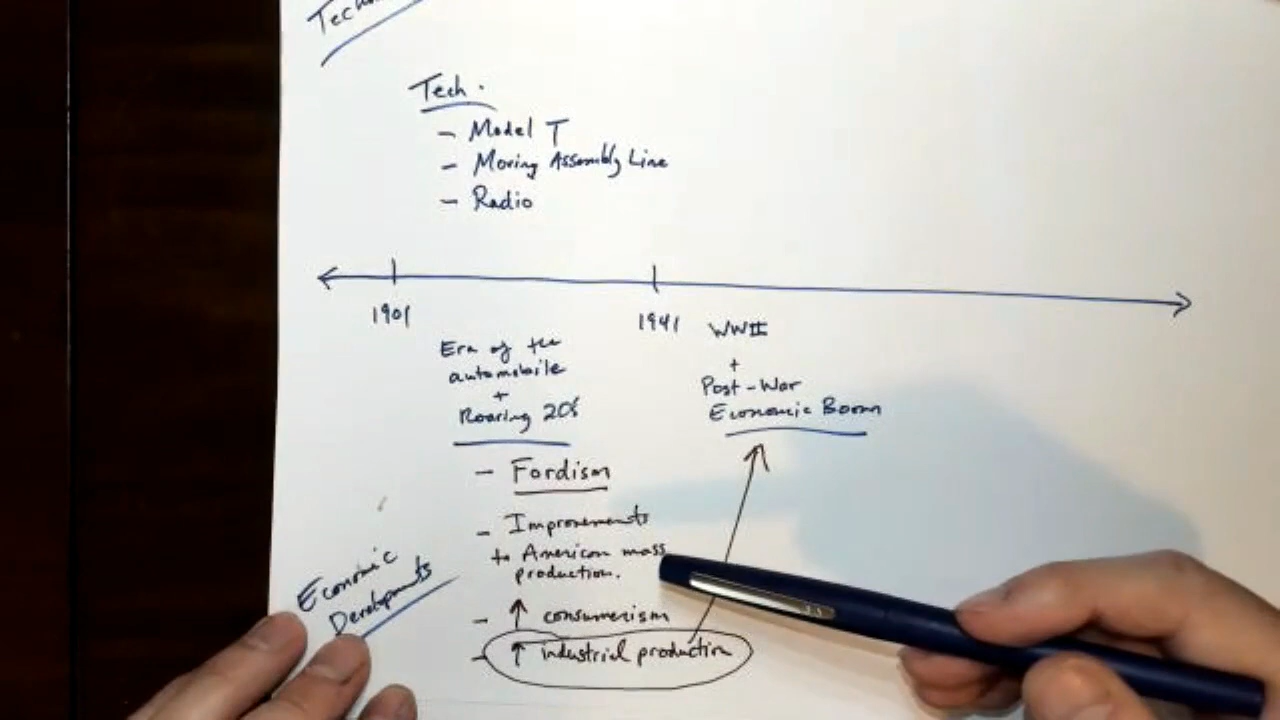 Tech.
- Model T
- Moving Assembly Line
- Radio
1901
1941
Era of the
automobile
+
Roaring 20's
- Fordism
- Improvements
to American mass
production.
- ↑ consumerism
- ↑ industrial production
WWII
+
Post-War
Economic Boom
Economic
Developments